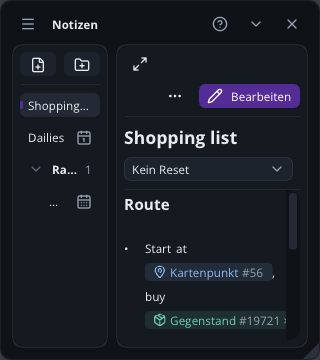 Notizen
Shopping...
Dailies
Ra... 1
...
Bearbeiten
Shopping list
Kein Reset
Route
• Start at
Kartenpunkt #56 ,
buy
Gegenstand #19721